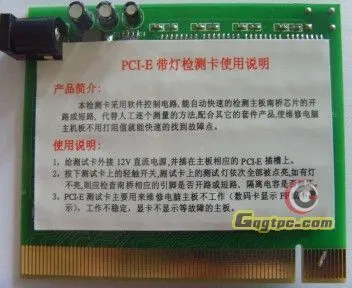 PCI-E 带灯检测卡使用说明
产品简介:
本检测卡采用软件控制电路,能自动快速的检测主板南桥芯片的开
路或短路,代替人工逐个测量的方法,配合其它的套件产品,使维修电脑
主机板不用打阻值就能快速的找到故障点。
使用说明:
1、给测试卡外接 12V 直流电源,并插在主板相应的 PCI-E 插槽上。
2、按下测试卡上的轻触开关,测试卡上的测试灯依次全部被点亮,如有灯
不亮,则应检查南桥相应的引脚是否开路或短路,隔离电容是否
3、PCI-E 测试卡主要用来维修电脑主板不工作(数码卡显示 FF 或不
示),工作不稳定,显卡不显示等故障的主板。
Gqgtpc.com